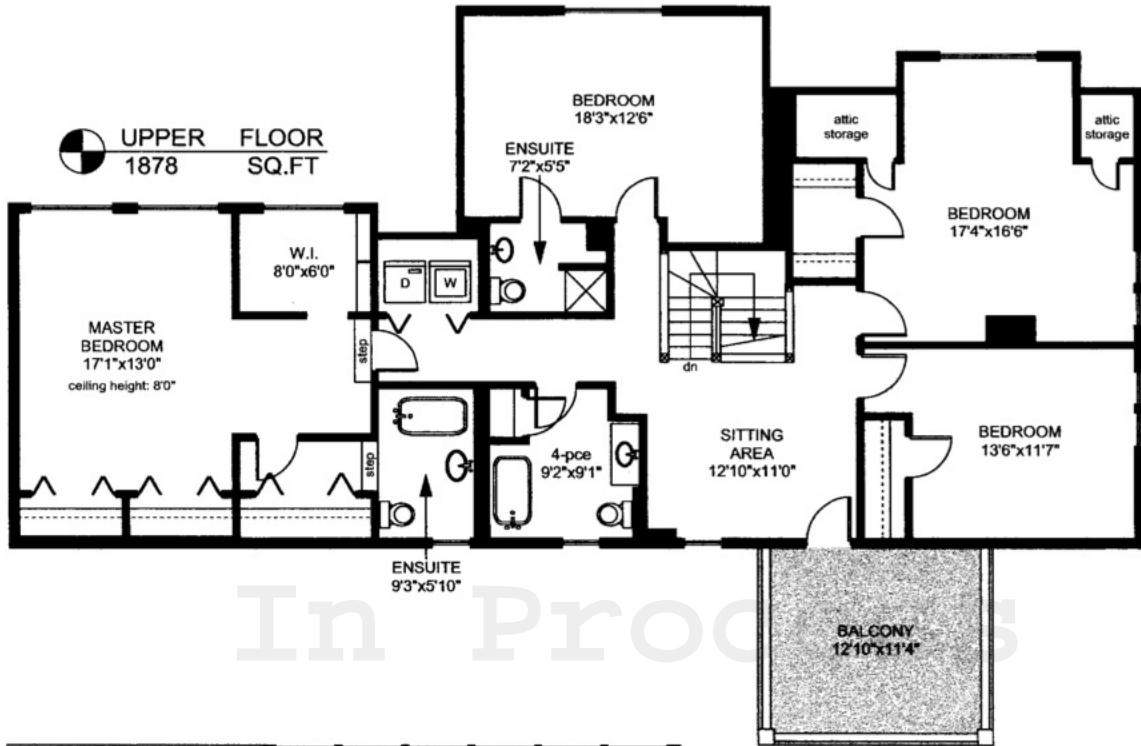 UPPER FLOOR
1878 SQ.FT
BEDROOM
18'3"x12'6"
ENSUITE
7'2"x5'5"
attic
storage
attic
storage
BEDROOM
17'4"x16'6"
W.I.
8'0"x6'0"
D
W
MASTER
BEDROOM
17'1"x13'0"
ceiling height: 8'0"
step
dn
step
4-pce
9'2"x9'1"
SITTING
AREA
12'10"x11'0"
BEDROOM
13'6"x11'7"
ENSUITE
9'3"x5'10"
In Process
BALCONY
12'10"x11'4"